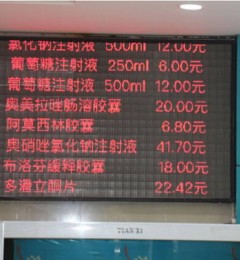 氯化钠注射液 500ml 12.00元
葡萄糖注射液 250ml 6.00元
葡萄糖注射液 500ml 12.00元
奥美拉唑肠溶胶囊 20.00元
阿莫西林胶囊 6.80元
奥硝唑氯化钠注射液 41.70元
布洛芬缓释胶囊 18.00元
多潘立酮片 22.42元